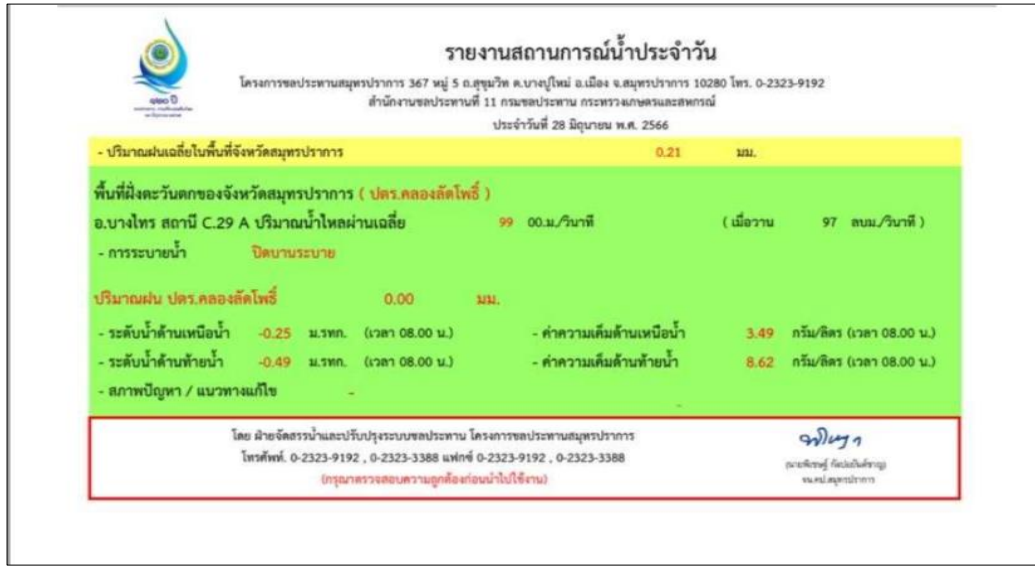 ๑๒๐ ปี
รายงานสถานการณ์น้ำประจำวัน
โครงการชลประทานสมุทรปราการ 367 หมู่ 5 ถ.สุขุมวิท ต.บางปูใหม่ อ.เมือง จ.สมุทรปราการ 10280 โทร. 0-2323-9192
สำนักงานชลประทานที่ 11 กรมชลประทาน กระทรวงเกษตรและสหกรณ์
ประจำวันที่ 28 มิถุนายน พ.ศ. 2566
- ปริมาณฝนเฉลี่ยในพื้นที่จังหวัดสมุทรปราการ 0.21 มม.
พื้นที่ฝั่งตะวันตกของจังหวัดสมุทรปราการ ( ปตร.คลองลัดโพธิ์ )
อ.บางไทร สถานี C.29 A ปริมาณน้ำไหลผ่านเฉลี่ย 99 00.ม./วินาที ( เมื่อวาน 97 ลบม./วินาที )
- การระบายน้ำ ปิดบานระบาย
ปริมาณฝน ปตร.คลองลัดโพธิ์ 0.00 มม.
- ระดับน้ำด้านเหนือน้ำ -0.25 ม.รทก. (เวลา 08.00 น.) - ค่าความเค็มด้านเหนือน้ำ 3.49 กรัม/ลิตร (เวลา 08.00 น.)
- ระดับน้ำด้านท้ายน้ำ -0.49 ม.รทก. (เวลา 08.00 น.) - ค่าความเค็มด้านท้ายน้ำ 8.62 กรัม/ลิตร (เวลา 08.00 น.)
- สภาพปัญหา / แนวทางแก้ไข - -
โดย ฝ่ายจัดสรรน้ำและปรับปรุงระบบชลประทาน โครงการชลประทานสมุทรปราการ
โทรศัพท์. 0-2323-9192 , 0-2323-3388 แฟกซ์ 0-2323-9192 , 0-2323-3388
(กรุณาตรวจสอบความถูกต้องก่อนนำไปใช้งาน)
ผคป.สมุทรปราการ